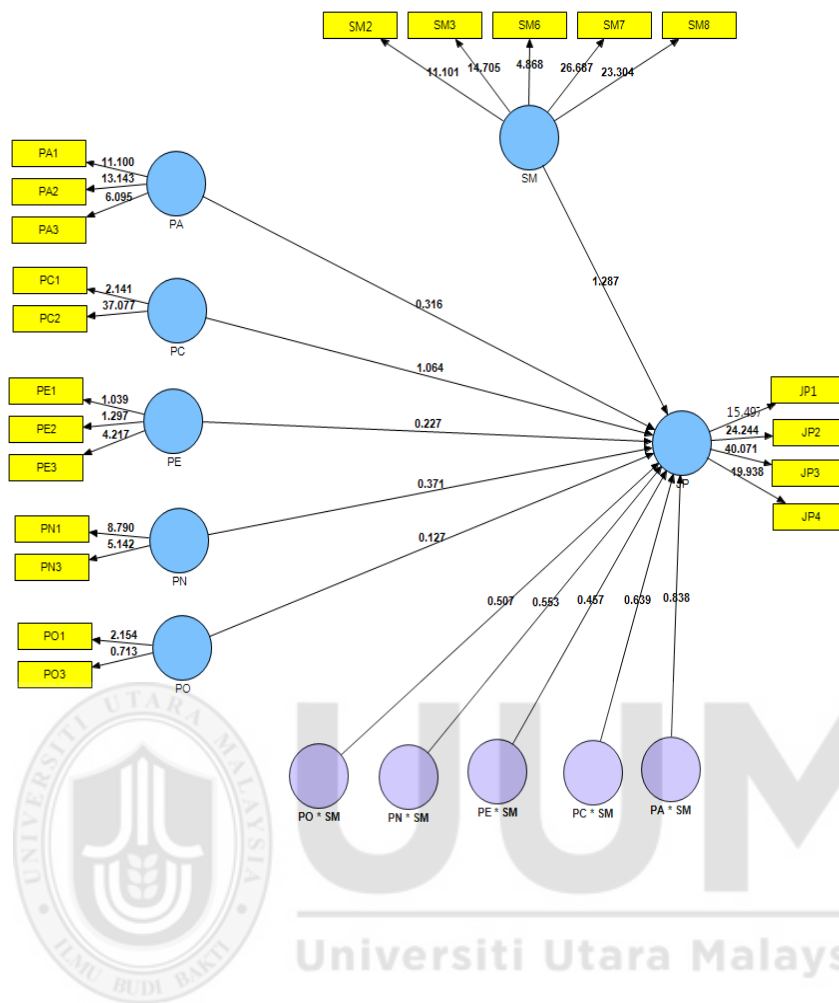 SM2 SM3 SM6 SM7 SM8
11.101 14.705 4.868 26.687 23.304
SM
PA1
PA2
PA3
11.100
13.143
6.095
PA
PC1
PC2
2.141
37.077
PC
PE1
PE2
PE3
1.039
1.297
4.217
PE
PN1
PN3
8.790
5.142
PN
PO1
PO3
2.154
0.713
PO
1.287
0.316
1.064
0.227
0.371
0.127
JP
15.497
24.244
40.071
19.938
JP1
JP2
JP3
JP4
0.507 0.553 0.457 0.639 0.838
PO * SM PN * SM PE * SM PC * SM PA * SM
UNIVERSITI UTARA MALAYSIA
ILMU BUDI BAKTI
UUM
Universiti Utara Malays